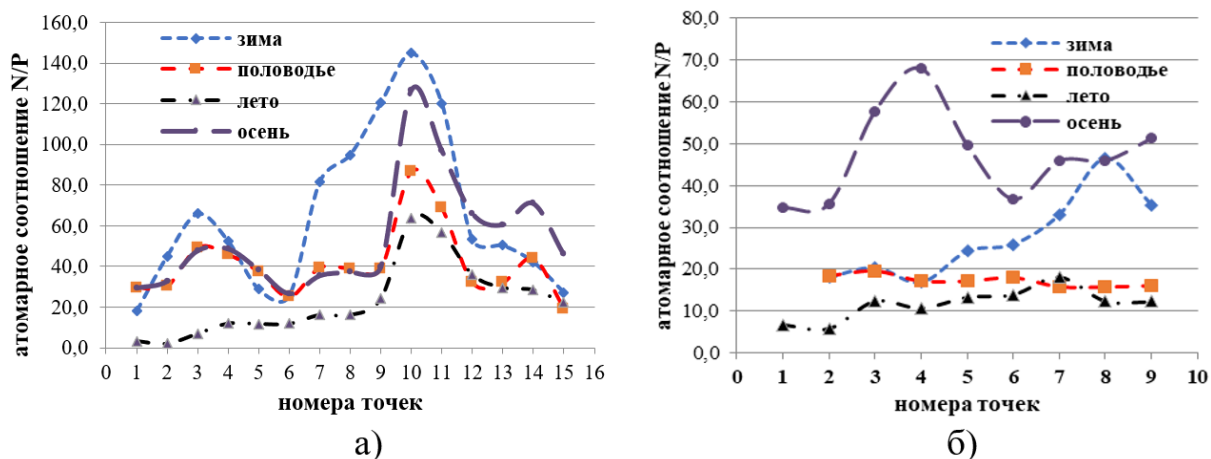 атомарное соотношение N/P
160,0
140,0
120,0
100,0
80,0
60,0
40,0
20,0
0,0
зима
половодье
лето
осень
0 1 2 3 4 5 6 7 8 9 10 11 12 13 14 15 16
номера точек
а)
атомарное соотношение N/P
80,0
70,0
60,0
50,0
40,0
30,0
20,0
10,0
0,0
зима
половодье
лето
осень
0 1 2 3 4 5 6 7 8 9 10
номера точек
б)